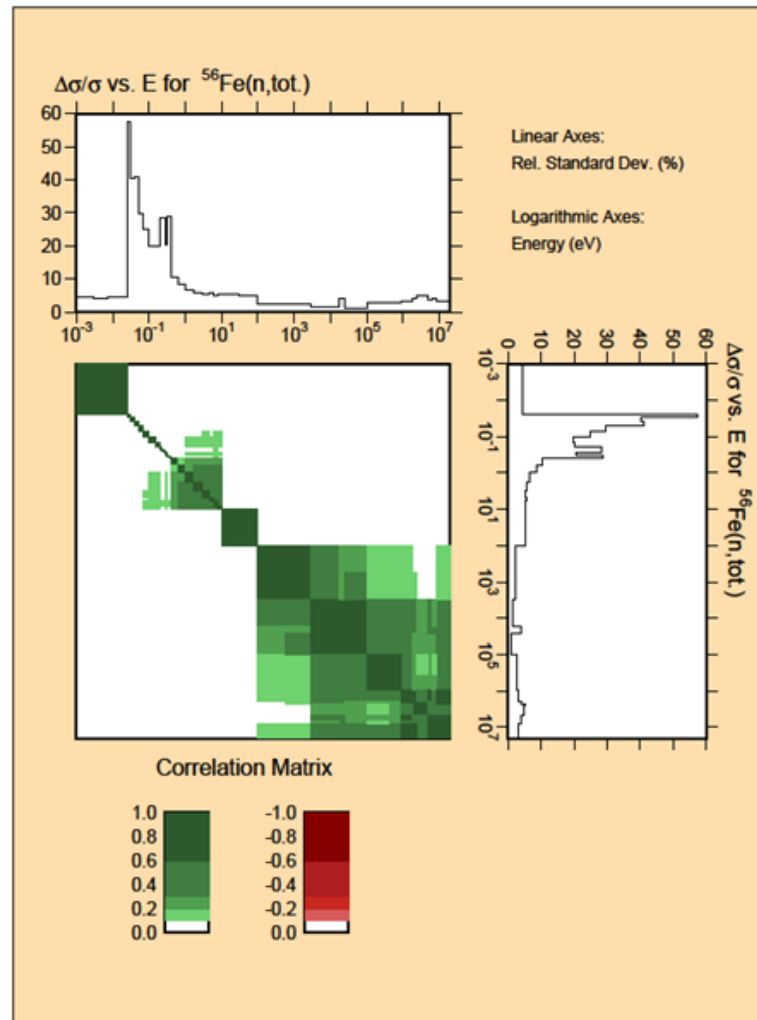 Δσ/σ vs. E for ⁵⁶Fe(n,tot.)
60
50
40
30
20
10
0
10⁻³ 10⁻¹ 10¹ 10³ 10⁵ 10⁷
Linear Axes:
Rel. Standard Dev. (%)
Logarithmic Axes:
Energy (eV)
0 10 20 30 40 50 60
10⁻³
10⁻¹
10¹
10³
10⁵
10⁷
Δσ/σ vs. E for ⁵⁶Fe(n,tot.)
Correlation Matrix
1.0 -1.0
0.8 -0.8
0.6 -0.6
0.4 -0.4
0.2 -0.2
0.0 0.0